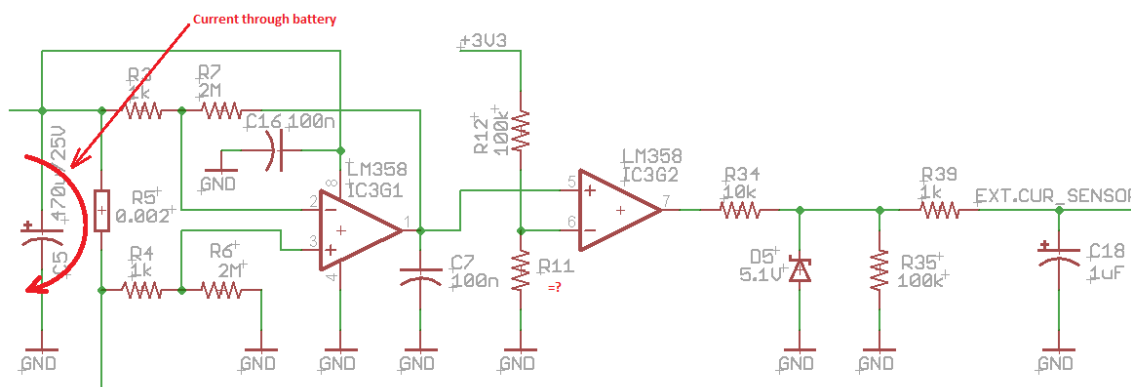 Current through battery
+3V3
R3
1k
R7
2M
C16 100n
R12
100k
470u/25V
C5
R5
0.002
GND
8
LM358
IC3G1
2
3
1
4
R4
1k
R6
2M
C7
100n
R11
=?
LM358
IC3G2
5
6
7
R34
10k
R39
1k
EXT.CUR_SENSOR
D5
5.1V
R35
100k
C18
1uF
GND
GND
GND
GND
GND
GND
GND
GND